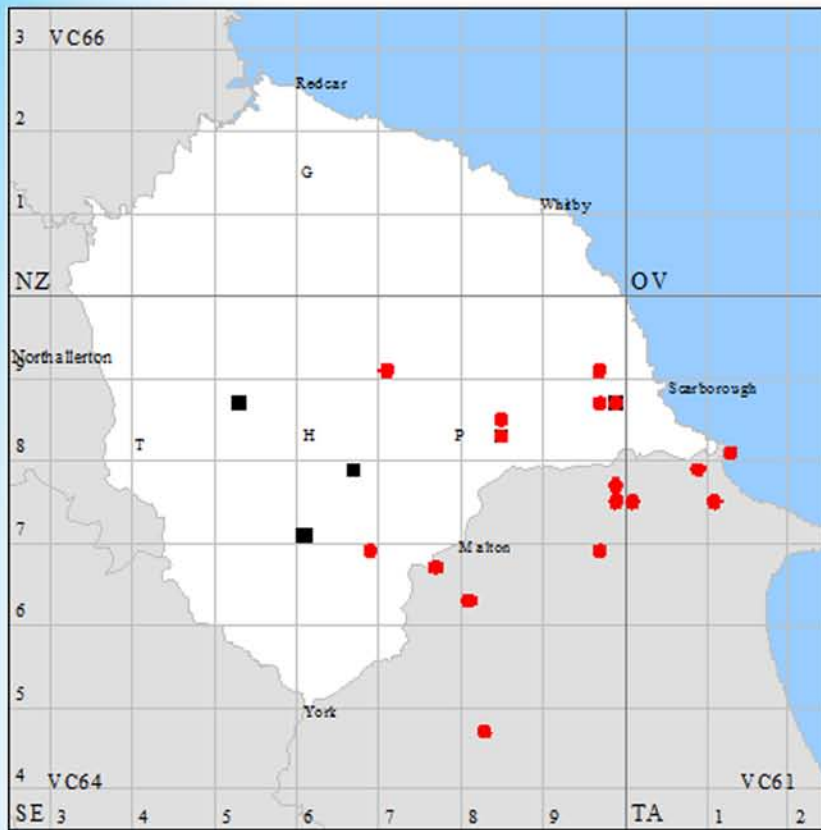 3 VC66
Redcar
2
G
1
Whitby
NZ
OV
Northallerton
9
Scarborough
8
T
H
P
7
Malton
6
5
York
4
VC64
VC61
SE 3 4 5 6 7 8 9 TA 1 2